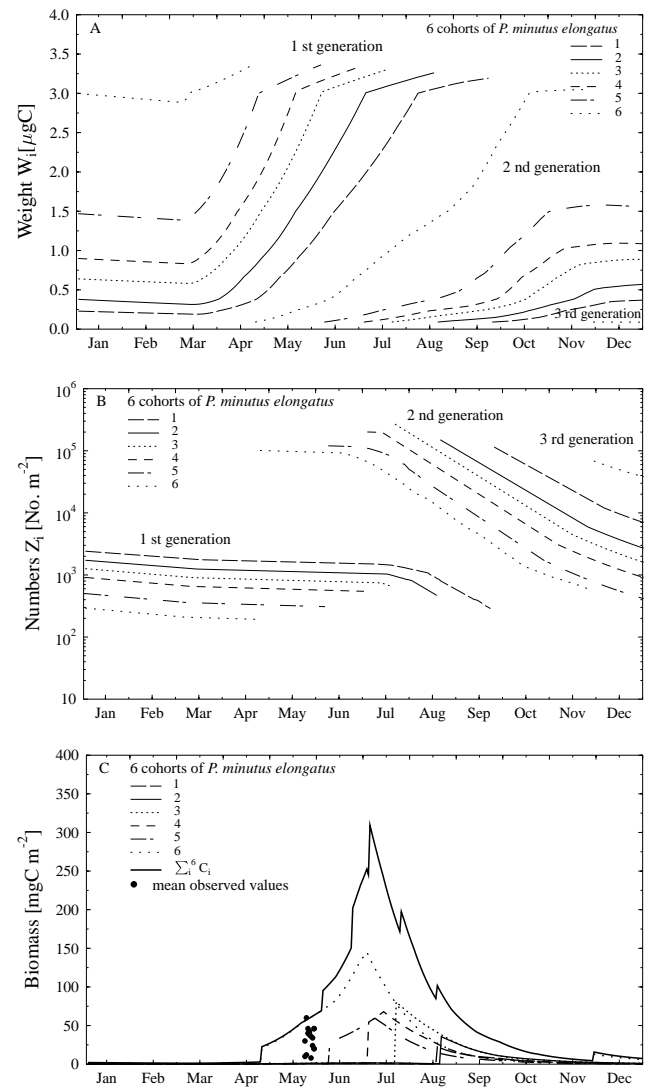 A
1 st generation
6 cohorts of P. minutus elongatus
1
2
3
4
5
6
2 nd generation
3 rd generation
Weight Wi[μgC]
4.0
3.5
3.0
2.5
2.0
1.5
1.0
0.5
0.0
Jan Feb Mar Apr May Jun Jul Aug Sep Oct Nov Dec
B 6 cohorts of P. minutus elongatus
1
2
3
4
5
6
2 nd generation
3 rd generation
1 st generation
Numbers Zi [No. m-2]
10^6
10^5
10^4
10^3
10^2
10
Jan Feb Mar Apr May Jun Jul Aug Sep Oct Nov Dec
C 6 cohorts of P. minutus elongatus
1
2
3
4
5
6
∑i^6 Ci
mean observed values
Biomass [mgC m-2]
400
350
300
250
200
150
100
50
0
Jan Feb Mar Apr May Jun Jul Aug Sep Oct Nov Dec